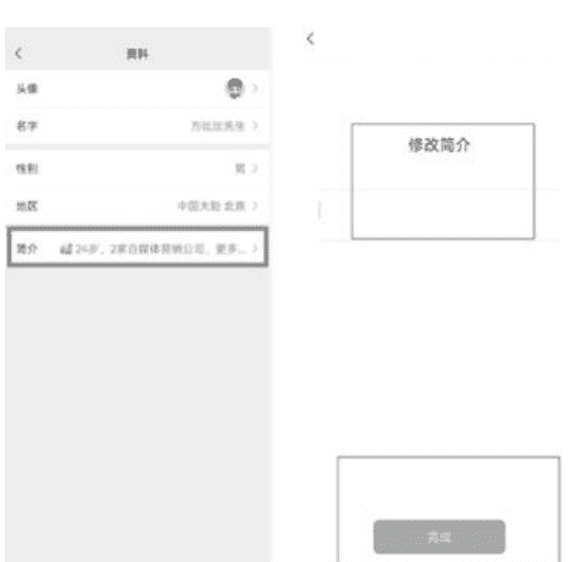 资料
头像
名字
性别 男
地区 中国大陆 北京
简介 24岁，2家自媒体营销公司，更多...
修改简介
完成